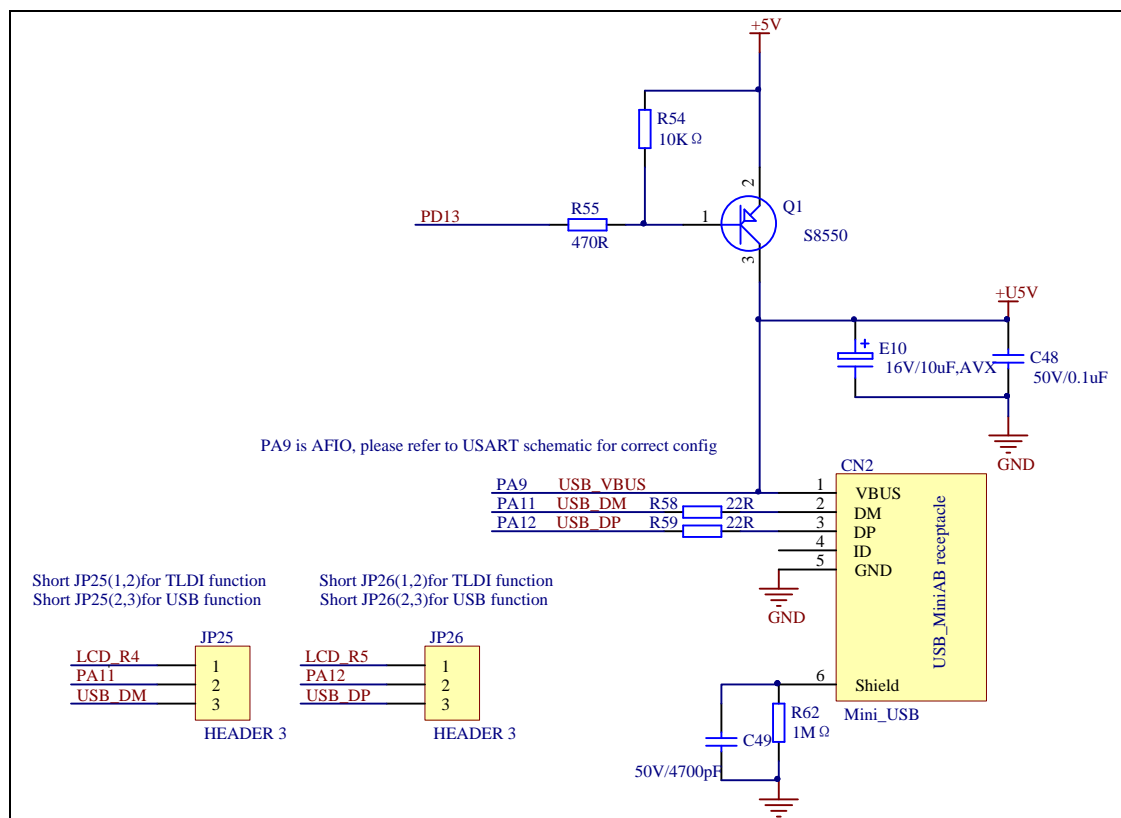 +5V
R54
10KΩ
2
Q1
PD13
R55
1
470R
S8550
3
+U5V
E10
16V/10uF,AVX
C48
50V/0.1uF
PA9 is AFIO, please refer to USART schematic for correct config
GND
CN2
PA9 USB_VBUS 1 VBUS
PA11 USB_DM R58 22R 2 DM
PA12 USB_DP R59 22R 3 DP
4 ID
5 GND
GND
USB_MiniAB receptacle
Short JP25(1,2)for TLDI function
Short JP25(2,3)for USB function
Short JP26(1,2)for TLDI function
Short JP26(2,3)for USB function
JP25
LCD_R4 1
PA11 2
USB_DM 3
HEADER 3
JP26
LCD_R5 1
PA12 2
USB_DP 3
HEADER 3
6 Shield
Mini_USB
R62
1MΩ
C49
50V/4700pF